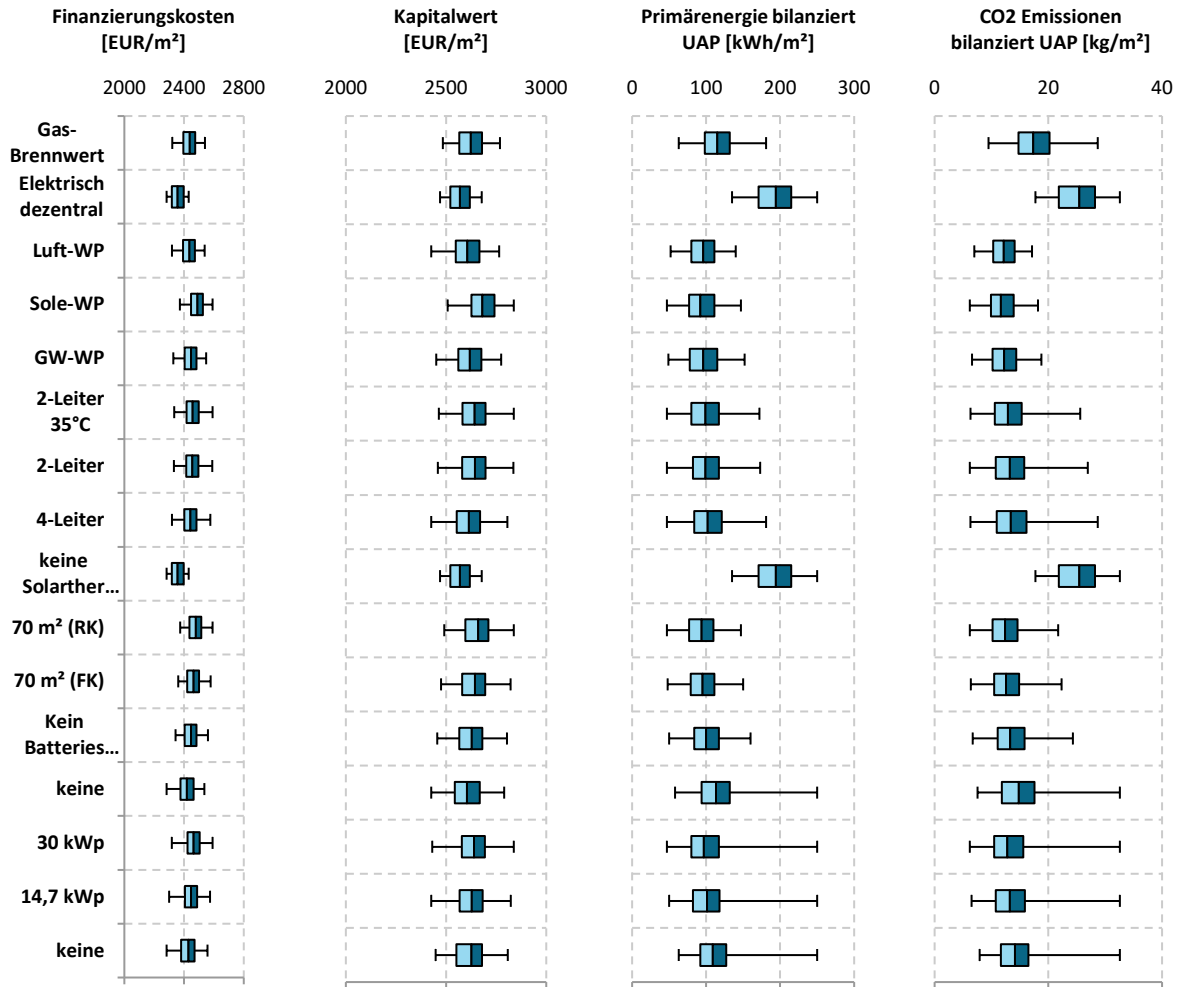 Finanzierungskosten
[EUR/m²]
Kapitalwert
[EUR/m²]
Primärenergie bilanziert
UAP [kWh/m²]
CO2 Emissionen
bilanziert UAP [kg/m²]
2000 2400 2800
2000 2500 3000
0 100 200 300
0 20 40
Gas-
Brennwert
Elektrisch
dezentral
Luft-WP
Sole-WP
GW-WP
2-Leiter
35°C
2-Leiter
4-Leiter
keine
Solarther…
70 m² (RK)
70 m² (FK)
Kein
Batteries…
keine
30 kWp
14,7 kWp
keine